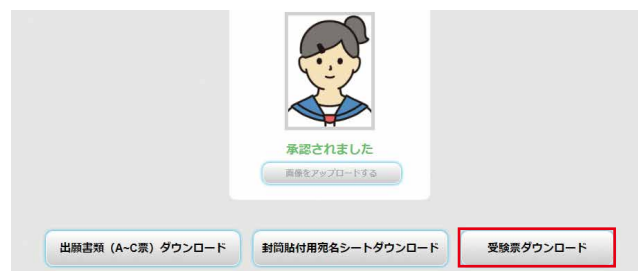 承認されました
画像をアップロードする
出願書類（A~C票）ダウンロード
封筒貼付用宛名シートダウンロード
受験票ダウンロード